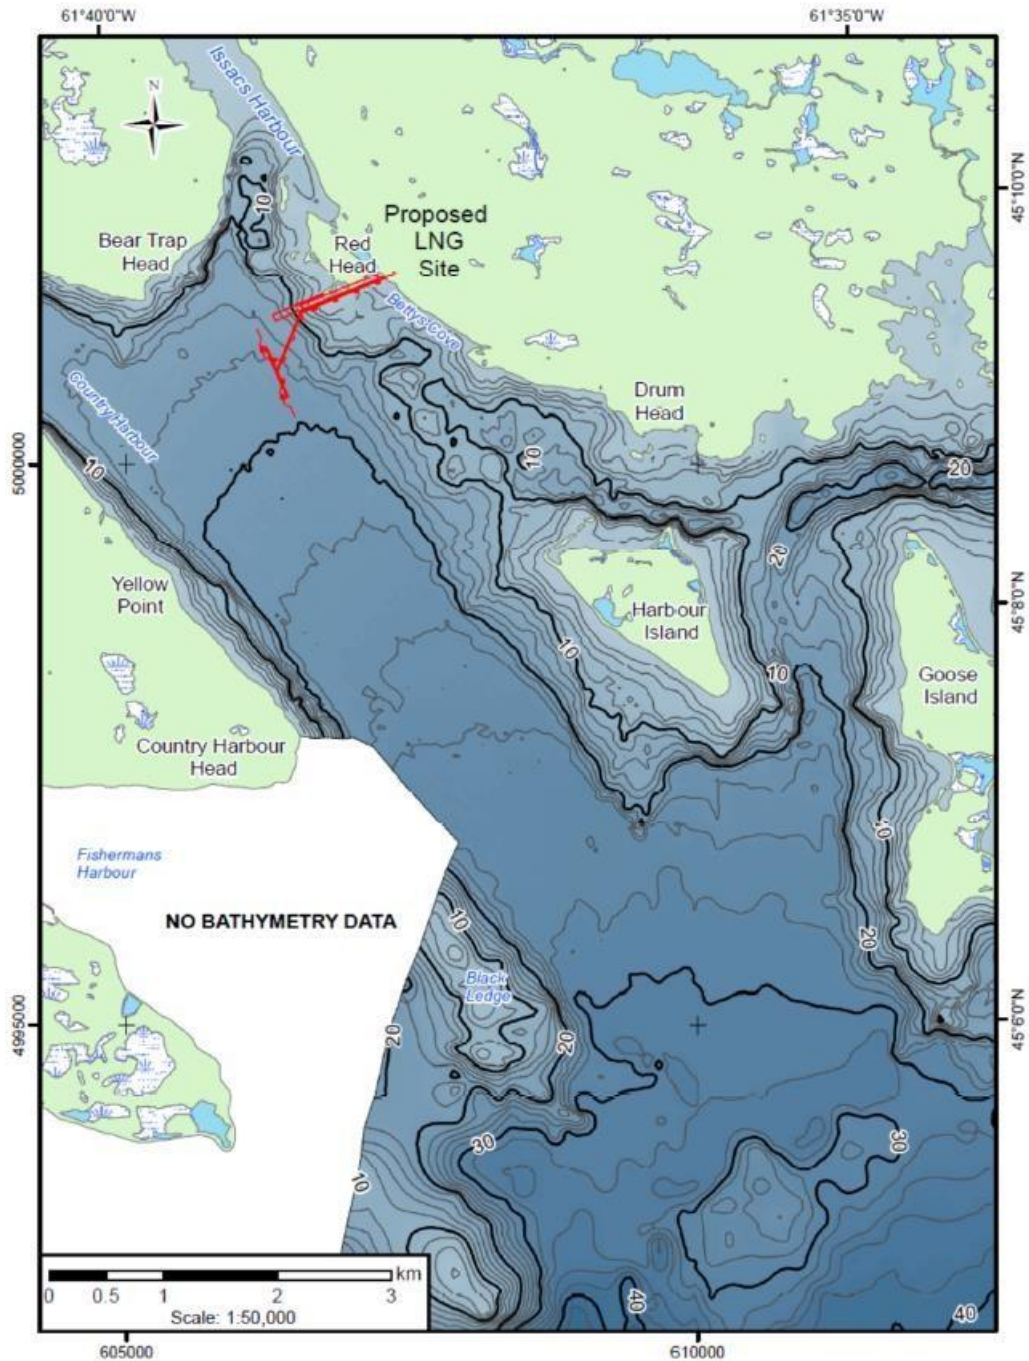 61°40'0"W
61°35'0"W
Issacs Harbour
N
45°10'0"N
10
Proposed
LNG
Site
Bear Trap
Head
Red
Head
Bettys Cove
Country Harbour
Drum
Head
5000000
10
10
20
20
Yellow
Point
Harbour
Island
45°8'0"N
10
10
Goose
Island
Country Harbour
Head
10
Fishermans
Harbour
NO BATHYMETRY DATA
10
20
Black
Ledge
4995000
20
20
45°6'0"N
30
30
10
40
40
0 0.5 1 2 3 km
Scale: 1:50,000
605000
610000